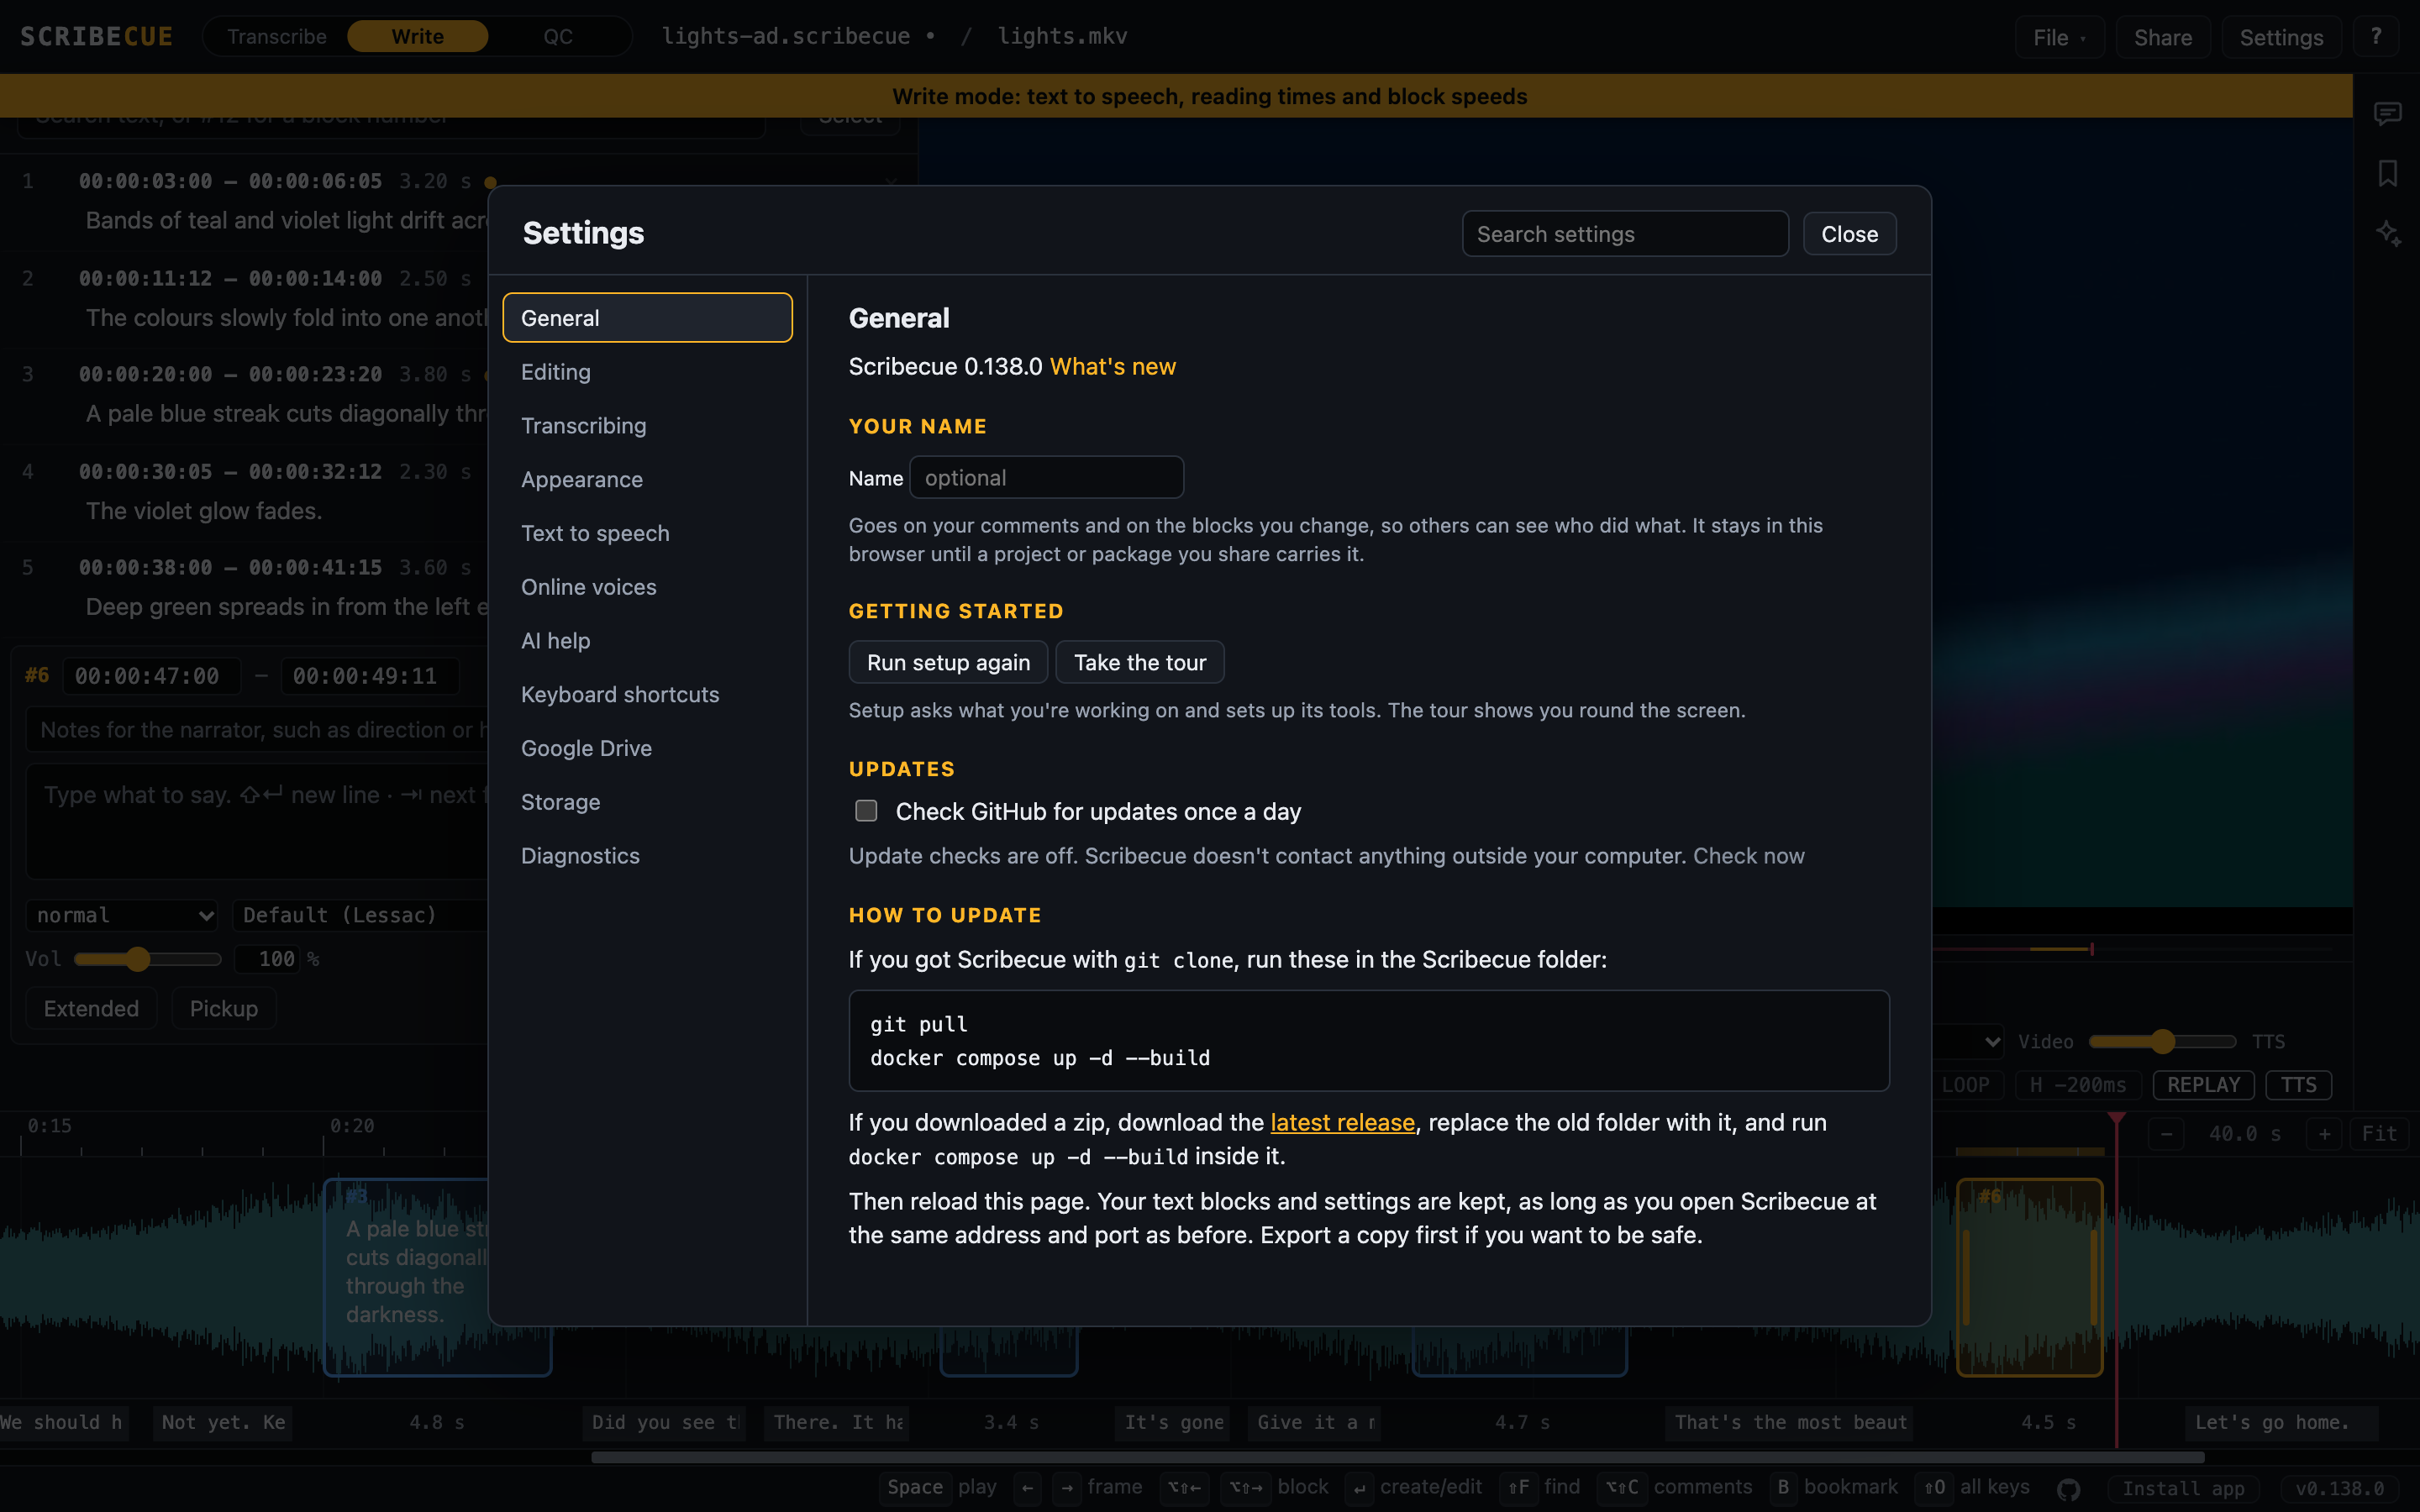 SCRIBECUE Transcribe Write QC lights-ad.scribecue • / lights.mkv File Share Settings ?
Write mode: text to speech, reading times and block speeds
Search text, or #12 for a block number Select
1 00:00:03:00 – 00:00:06:05 3.20 s
Bands of teal and violet light drift acr
2 00:00:11:12 – 00:00:14:00 2.50 s
The colours slowly fold into one anot
3 00:00:20:00 – 00:00:23:20 3.80 s
A pale blue streak cuts diagonally thr
4 00:00:30:05 – 00:00:32:12 2.30 s
The violet glow fades.
5 00:00:38:00 – 00:00:41:15 3.60 s
Deep green spreads in from the left e
#6 00:00:47:00 – 00:00:49:11
Notes for the narrator, such as direction or h
Type what to say. ⇧↵ new line · ⇥ next f
normal Default (Lessac)
Vol 100 %
Extended Pickup
Settings
Search settings Close
General
Editing
Transcribing
Appearance
Text to speech
Online voices
AI help
Keyboard shortcuts
Google Drive
Storage
Diagnostics
General
Scribecue 0.138.0 What's new
YOUR NAME
Name optional
Goes on your comments and on the blocks you change, so others can see who did what. It stays in this
browser until a project or package you share carries it.
GETTING STARTED
Run setup again Take the tour
Setup asks what you're working on and sets up its tools. The tour shows you round the screen.
UPDATES
Check GitHub for updates once a day
Update checks are off. Scribecue doesn't contact anything outside your computer. Check now
HOW TO UPDATE
If you got Scribecue with git clone, run these in the Scribecue folder:
git pull
docker compose up -d --build
If you downloaded a zip, download the latest release, replace the old folder with it, and run
docker compose up -d --build inside it.
Then reload this page. Your text blocks and settings are kept, as long as you open Scribecue at
the same address and port as before. Export a copy first if you want to be safe.
Video TTS
LOOP H −200ms REPLAY TTS
0:15 0:20 − 40.0 s + Fit
#3
A pale blue st
cuts diagonall
through the
darkness.
#6
We should h Not yet. Ke 4.8 s Did you see t There. It ha 3.4 s It's gone Give it a m 4.7 s That's the most beaut 4.5 s Let's go home.
Space play ← → frame ⌥⇧← ⌥⇧→ block ↵ create/edit ⇧F find ⌥⇧C comments B bookmark ⇧O all keys Install app v0.138.0